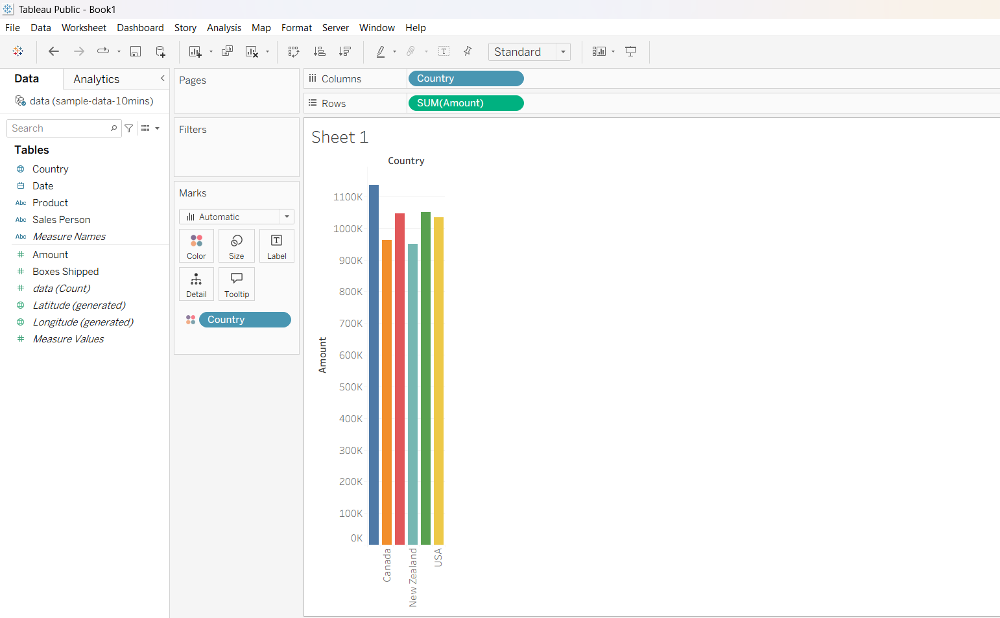 Tableau Public - Book1
File Data Worksheet Dashboard Story Analysis Map Format Server Window Help
Standard
Data
Analytics
data (sample-data-10mins)
Search
Tables
Country
Date
Abc Product
Abc Sales Person
Abc Measure Names
Amount
Boxes Shipped
data (Count)
Latitude (generated)
Longitude (generated)
Measure Values
Pages
Filters
Marks
Automatic
Color Size Label
Detail Tooltip
Country
Columns Country
Rows SUM(Amount)
Sheet 1
Country
1100K
1000K
900K
800K
700K
600K
500K
400K
300K
200K
100K
0K
Amount
Canada
New Zealand
USA